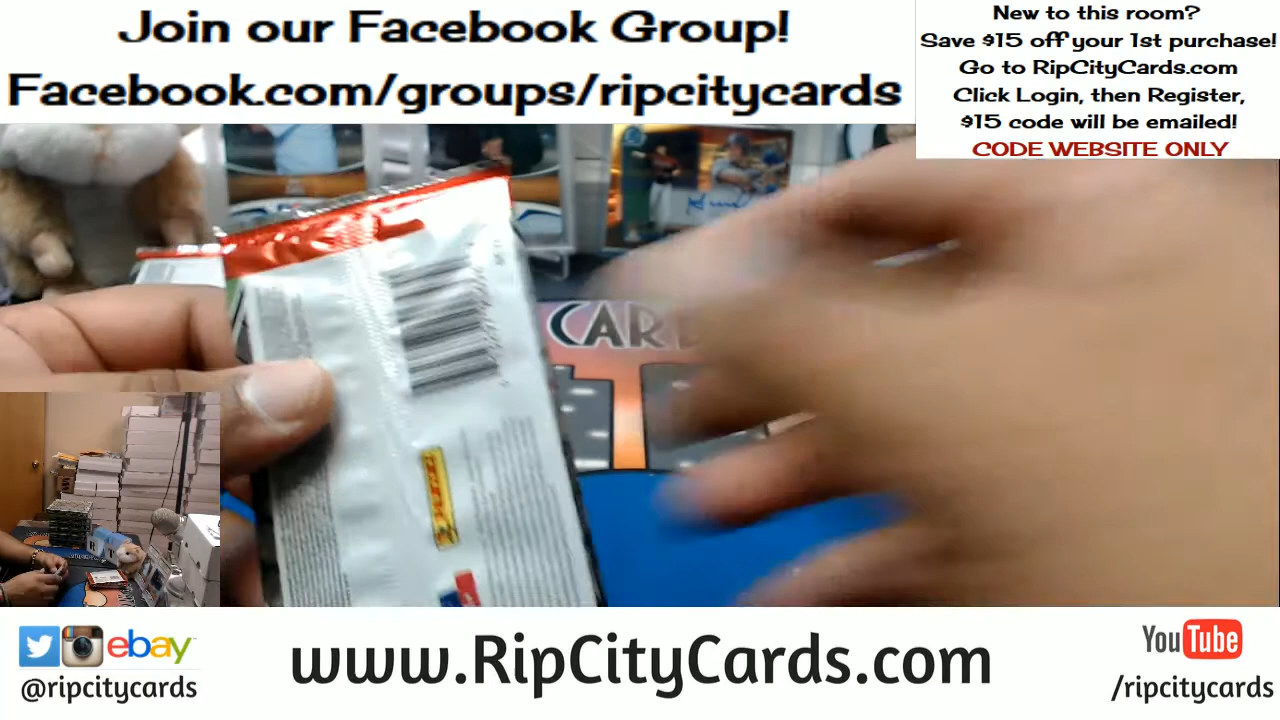 Join our Facebook Group!
Facebook.com/groups/ripcitycards
New to this room?
Save $15 off your 1st purchase!
Go to RipCityCards.com
Click Login, then Register,
$15 code will be emailed!
CODE WEBSITE ONLY
CAR
ebay
@ripcitycards
www.RipCityCards.com
YouTube
/ripcitycards